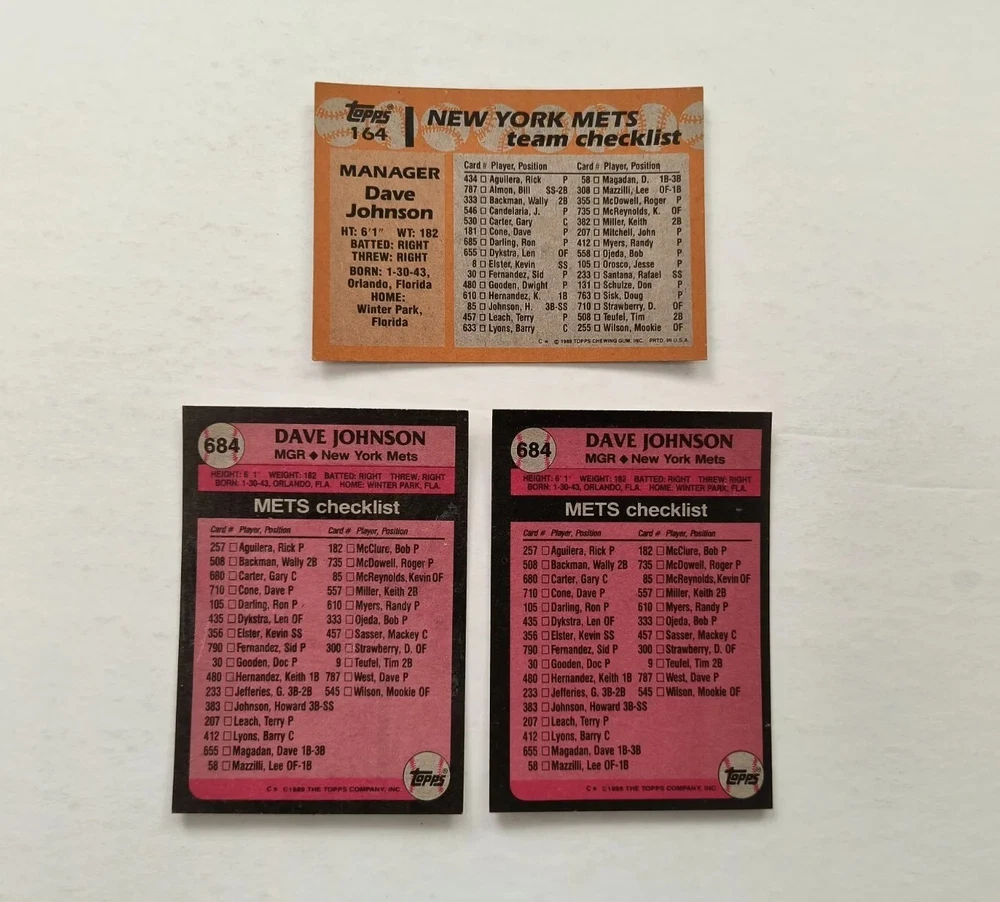 Topps®
164
NEW YORK METS
team checklist
MANAGER
Dave
Johnson
HT: 6'1" WT: 182
BATTED: RIGHT
THREW: RIGHT
BORN: 1-30-43,
Orlando, Florida
HOME:
Winter Park,
Florida
Card # Player, Position
434 Aguilera, Rick P
787 Almon, Bill SS-2B
333 Backman, Wally 2B
546 Candelaria, J. P
530 Carter, Gary C
181 Cone, Dave P
685 Darling, Ron P
655 Dykstra, Len OF
8 Elster, Kevin SS
30 Fernandez, Sid P
480 Gooden, Dwight P
610 Hernandez, K. 1B
85 Johnson, H. 3B-SS
457 Leach, Terry P
633 Lyons, Barry C
Card # Player, Position
58 Magadan, D. 1B-3B
308 Mazzilli, Lee OF-1B
355 McDowell, Roger P
735 McReynolds, K. OF
382 Miller, Keith 2B
207 Mitchell, John P
412 Myers, Randy P
558 Ojeda, Bob P
105 Orosco, Jesse P
233 Santana, Rafael SS
131 Schulze, Don P
763 Sisk, Doug P
710 Strawberry, D. OF
508 Teufel, Tim 2B
255 Wilson, Mookie OF
C* © 1988 TOPPS CHEWING GUM, INC. PRTD. IN U.S.A.
684
DAVE JOHNSON
MGR ◆ New York Mets
HEIGHT: 6'1" WEIGHT: 182 BATTED: RIGHT THREW: RIGHT
BORN: 1-30-43, ORLANDO, FLA. HOME: WINTER PARK, FLA.
METS checklist
Card # Player, Position
257 Aguilera, Rick P
508 Backman, Wally 2B
680 Carter, Gary C
710 Cone, Dave P
105 Darling, Ron P
435 Dykstra, Len OF
356 Elster, Kevin SS
790 Fernandez, Sid P
30 Gooden, Doc P
480 Hernandez, Keith 1B
233 Jefferies, G. 3B-2B
383 Johnson, Howard 3B-SS
207 Leach, Terry P
412 Lyons, Barry C
655 Magadan, Dave 1B-3B
58 Mazzilli, Lee OF-1B
Card # Player, Position
182 McClure, Bob P
735 McDowell, Roger P
85 McReynolds, Kevin OF
557 Miller, Keith 2B
610 Myers, Randy P
333 Ojeda, Bob P
457 Sasser, Mackey C
300 Strawberry, D. OF
9 Teufel, Tim 2B
787 West, Dave P
545 Wilson, Mookie OF
Topps
C* ©1989 THE TOPPS COMPANY, INC.
684
DAVE JOHNSON
MGR ◆ New York Mets
HEIGHT: 6'1" WEIGHT: 182 BATTED: RIGHT THREW: RIGHT
BORN: 1-30-43, ORLANDO, FLA. HOME: WINTER PARK, FLA.
METS checklist
Card # Player, Position
257 Aguilera, Rick P
508 Backman, Wally 2B
680 Carter, Gary C
710 Cone, Dave P
105 Darling, Ron P
435 Dykstra, Len OF
356 Elster, Kevin SS
790 Fernandez, Sid P
30 Gooden, Doc P
480 Hernandez, Keith 1B
233 Jefferies, G. 3B-2B
383 Johnson, Howard 3B-SS
207 Leach, Terry P
412 Lyons, Barry C
655 Magadan, Dave 1B-3B
58 Mazzilli, Lee OF-1B
Card # Player, Position
182 McClure, Bob P
735 McDowell, Roger P
85 McReynolds, Kevin OF
557 Miller, Keith 2B
610 Myers, Randy P
333 Ojeda, Bob P
457 Sasser, Mackey C
300 Strawberry, D. OF
9 Teufel, Tim 2B
787 West, Dave P
545 Wilson, Mookie OF
Topps
C* ©1989 THE TOPPS COMPANY, INC.